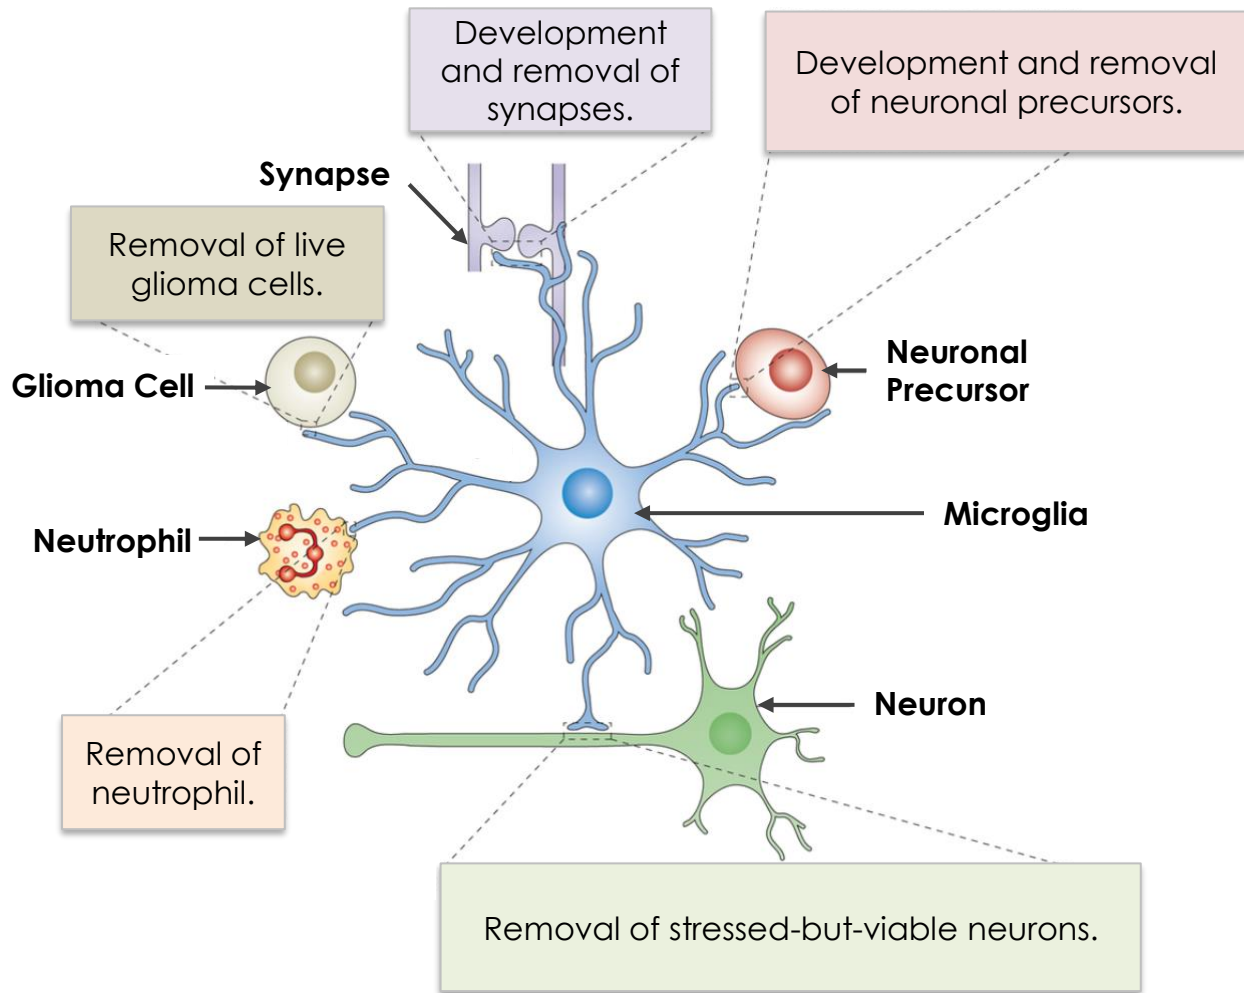 Development
and removal of
synapses.
Development and removal
of neuronal precursors.
Synapse
Removal of live
glioma cells.
Glioma Cell
Neuronal
Precursor
Neutrophil
Microglia
Neuron
Removal of
neutrophil.
Removal of stressed-but-viable neurons.